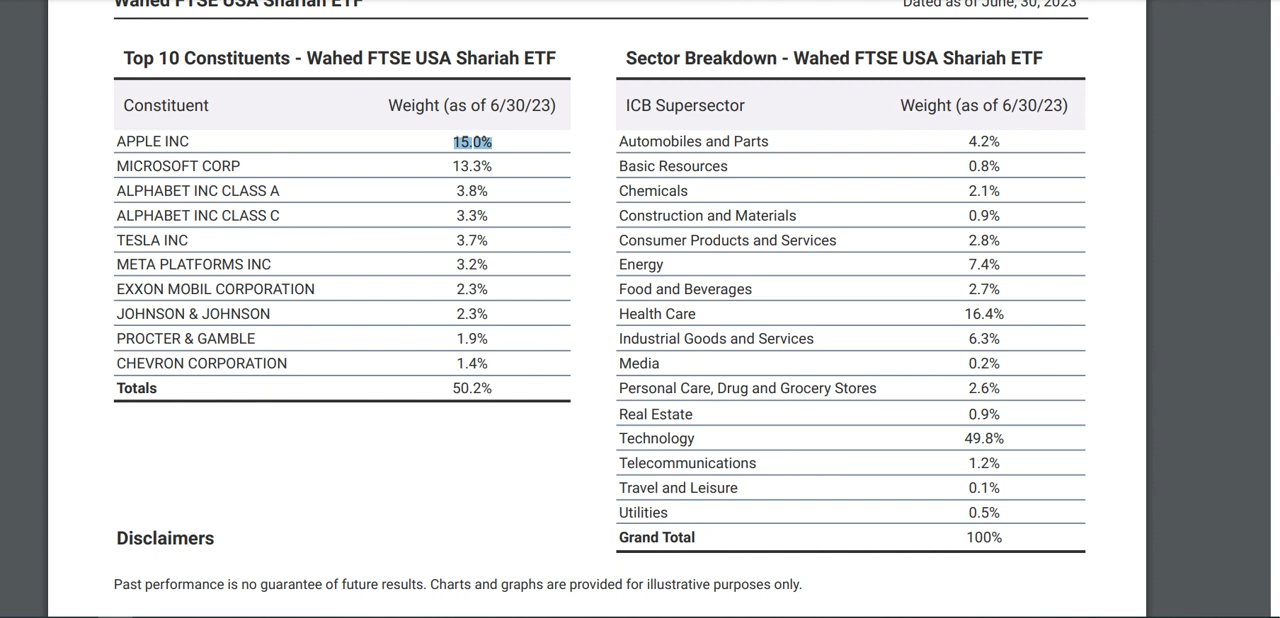 Wahed FTSE USA Shariah ETF
Dated as of June, 30, 2023
Top 10 Constituents - Wahed FTSE USA Shariah ETF
Constituent Weight (as of 6/30/23)
APPLE INC 15.0%
MICROSOFT CORP 13.3%
ALPHABET INC CLASS A 3.8%
ALPHABET INC CLASS C 3.3%
TESLA INC 3.7%
META PLATFORMS INC 3.2%
EXXON MOBIL CORPORATION 2.3%
JOHNSON & JOHNSON 2.3%
PROCTER & GAMBLE 1.9%
CHEVRON CORPORATION 1.4%
Totals 50.2%
Sector Breakdown - Wahed FTSE USA Shariah ETF
ICB Supersector Weight (as of 6/30/23)
Automobiles and Parts 4.2%
Basic Resources 0.8%
Chemicals 2.1%
Construction and Materials 0.9%
Consumer Products and Services 2.8%
Energy 7.4%
Food and Beverages 2.7%
Health Care 16.4%
Industrial Goods and Services 6.3%
Media 0.2%
Personal Care, Drug and Grocery Stores 2.6%
Real Estate 0.9%
Technology 49.8%
Telecommunications 1.2%
Travel and Leisure 0.1%
Utilities 0.5%
Grand Total 100%
Disclaimers
Past performance is no guarantee of future results. Charts and graphs are provided for illustrative purposes only.